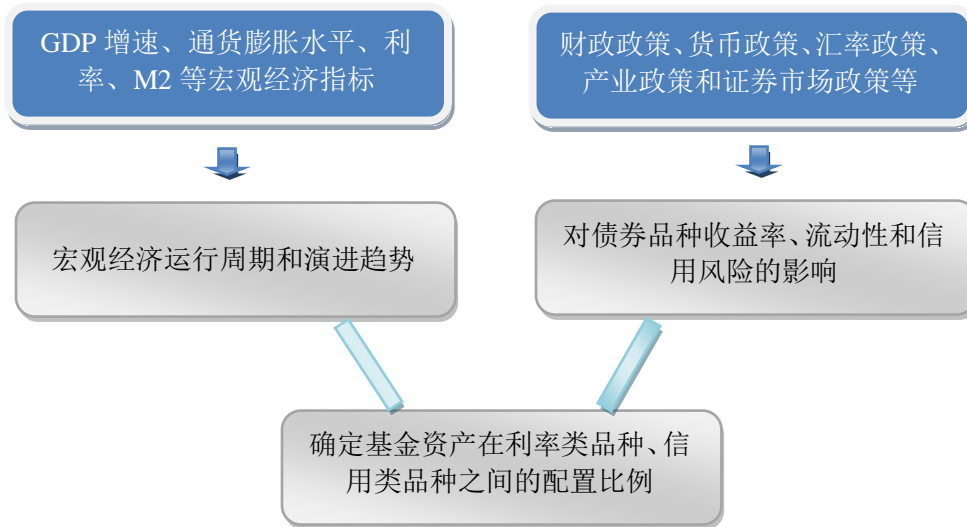 GDP 增速、通货膨胀水平、利
率、M2 等宏观经济指标
财政政策、货币政策、汇率政策、
产业政策和证券市场政策等
宏观经济运行周期和演进趋势
对债券品种收益率、流动性和信
用风险的影响
确定基金资产在利率类品种、信
用类品种之间的配置比例